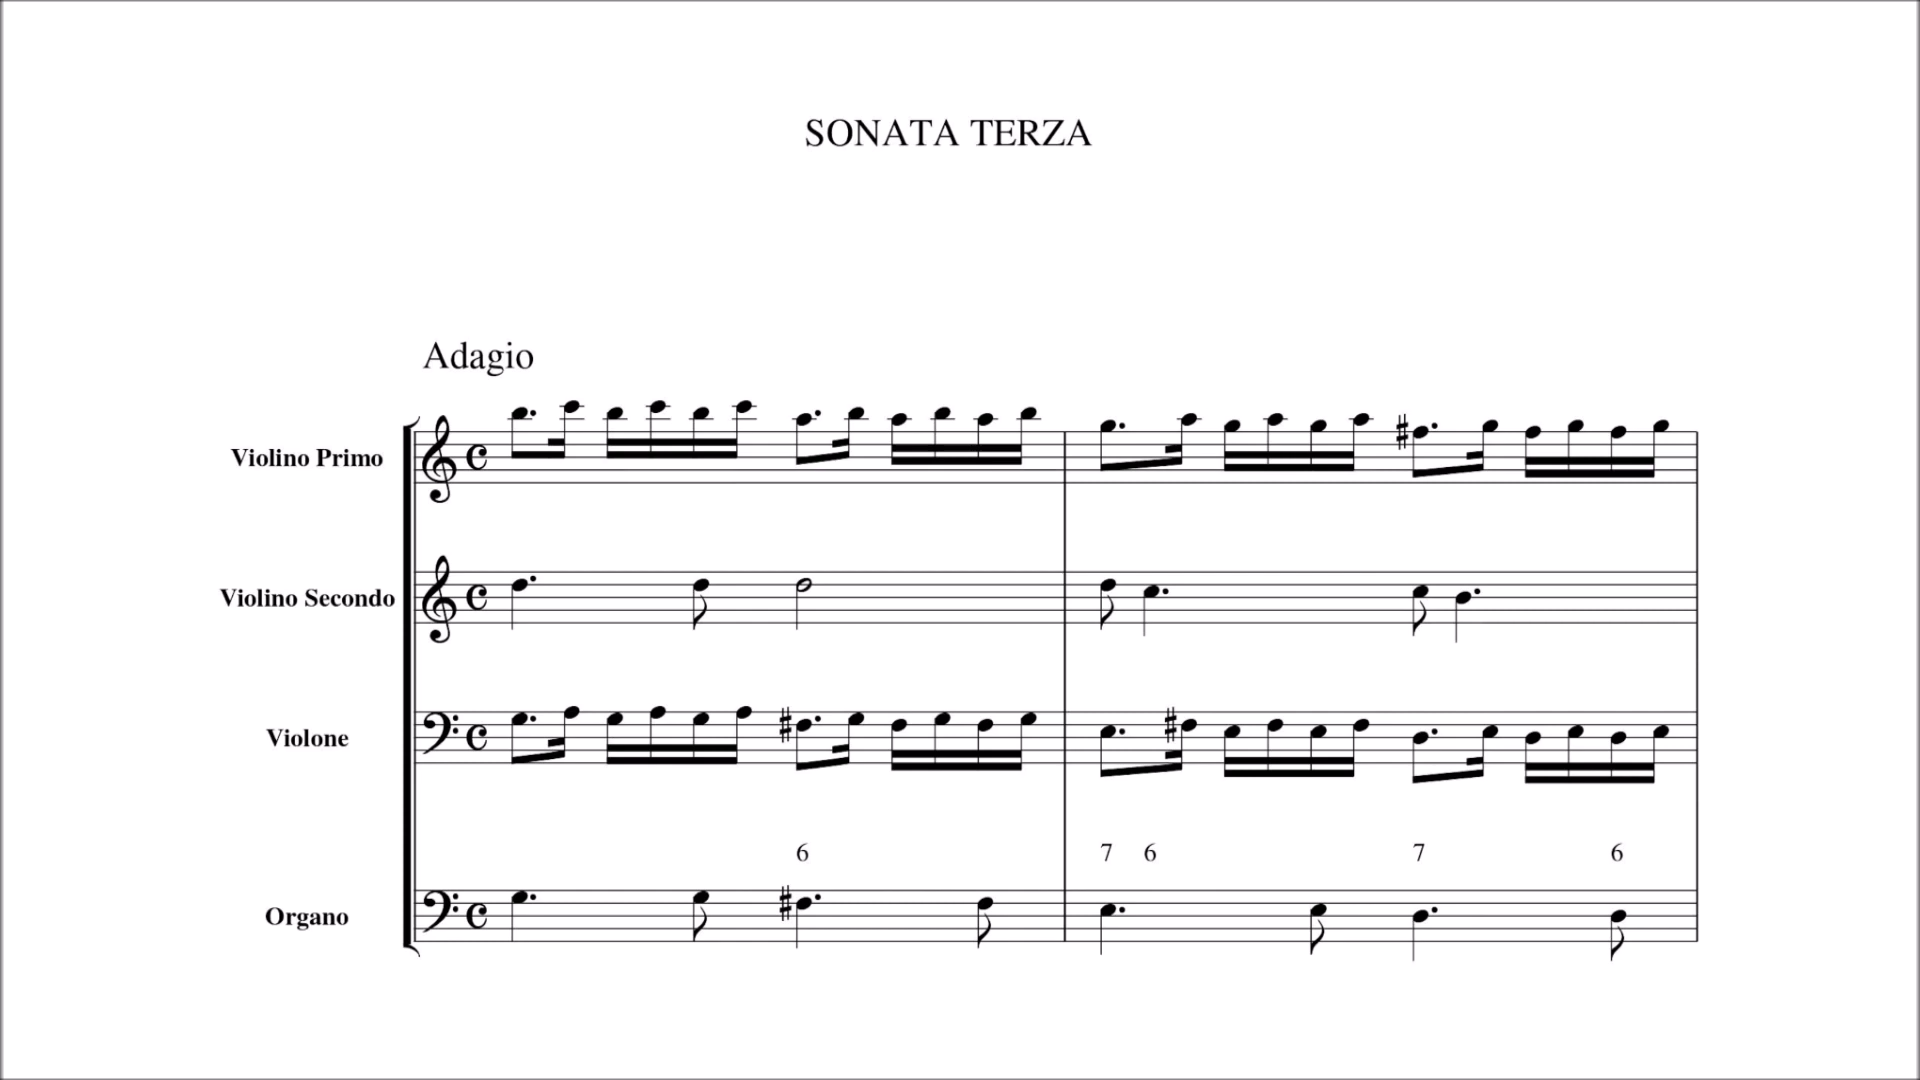 SONATA TERZA
Adagio
Violino Primo
Violino Secondo
Violone
6 7 6 7 6
Organo